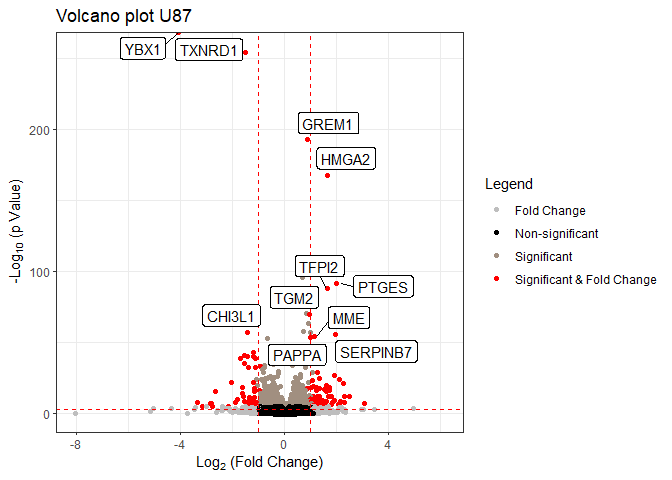 Volcano plot U87
YBX1
TXNRD1
GREM1
HMGA2
TFPI2
PTGES
TGM2
CHI3L1
MME
PAPPA
SERPINB7
200
100
0
-Log10 (p Value)
-8 -4 0 4
Log2 (Fold Change)
Legend
Fold Change
Non-significant
Significant
Significant & Fold Change